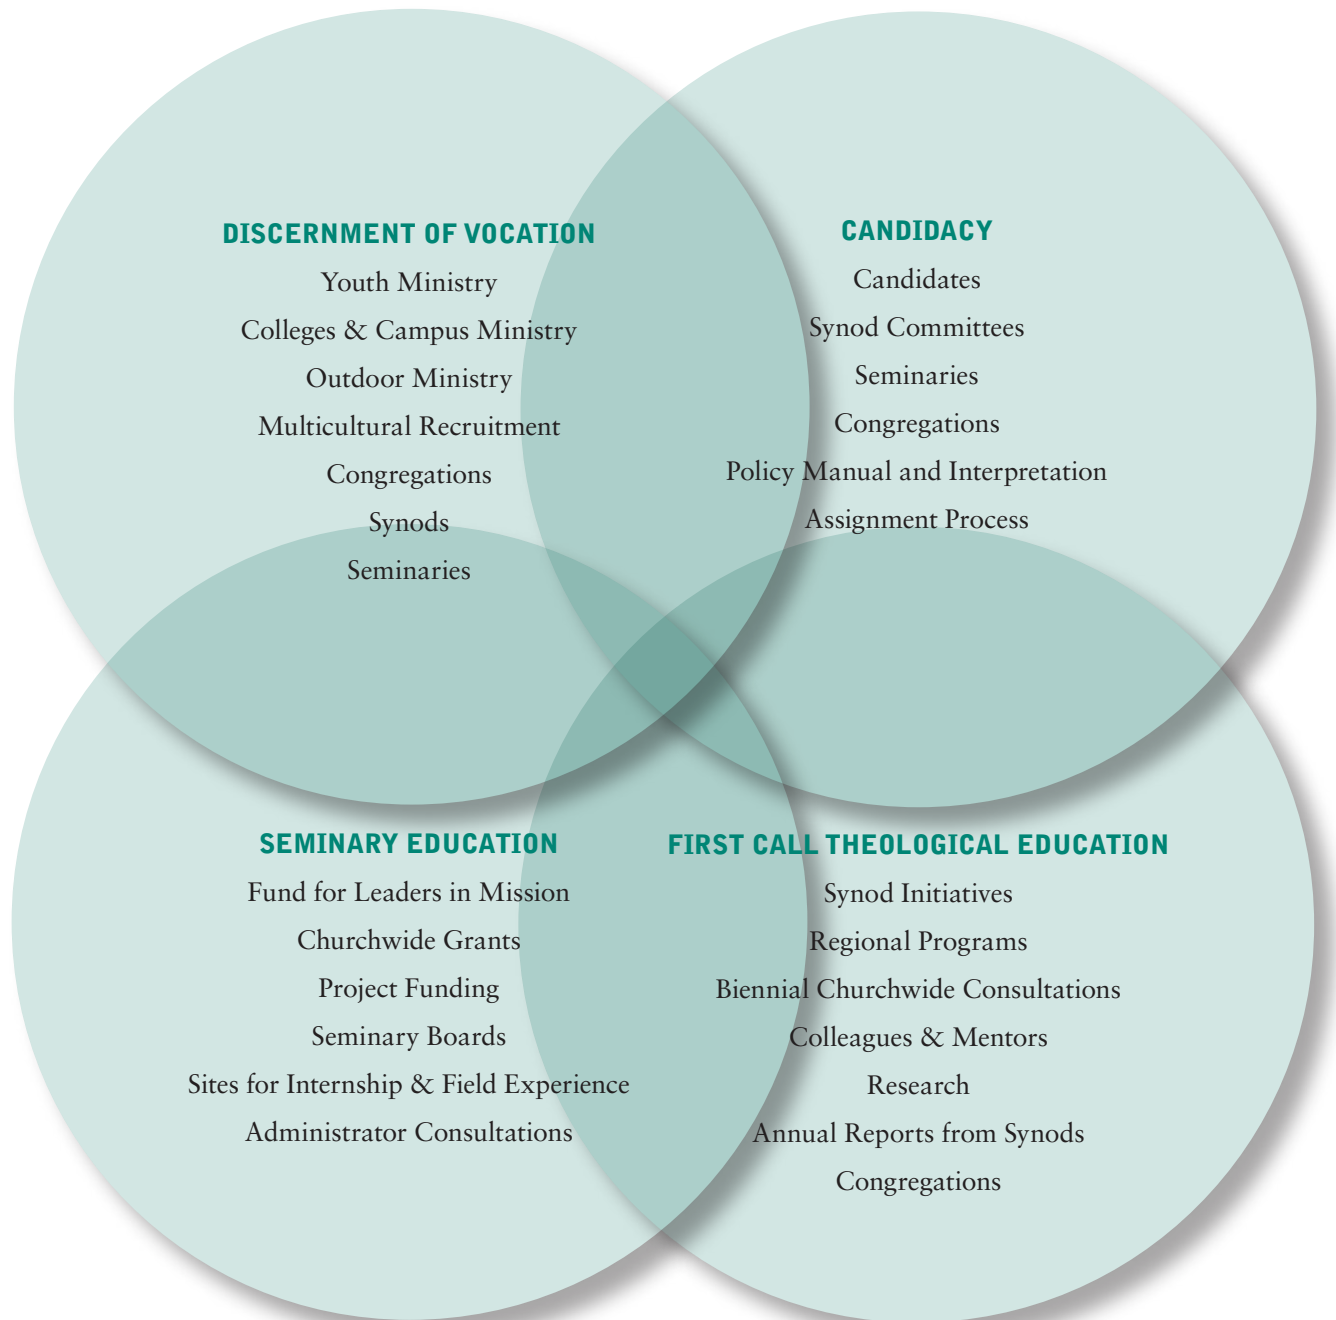 DISCERNMENT OF VOCATION
Youth Ministry
Colleges & Campus Ministry
Outdoor Ministry
Multicultural Recruitment
Congregations
Synods
Seminaries
CANDIDACY
Candidates
Synod Committees
Seminaries
Congregations
Policy Manual and Interpretation
Assignment Process
SEMINARY EDUCATION
Fund for Leaders in Mission
Churchwide Grants
Project Funding
Seminary Boards
Sites for Internship & Field Experience
Administrator Consultations
FIRST CALL THEOLOGICAL EDUCATION
Synod Initiatives
Regional Programs
Biennial Churchwide Consultations
Colleagues & Mentors
Research
Annual Reports from Synods
Congregations